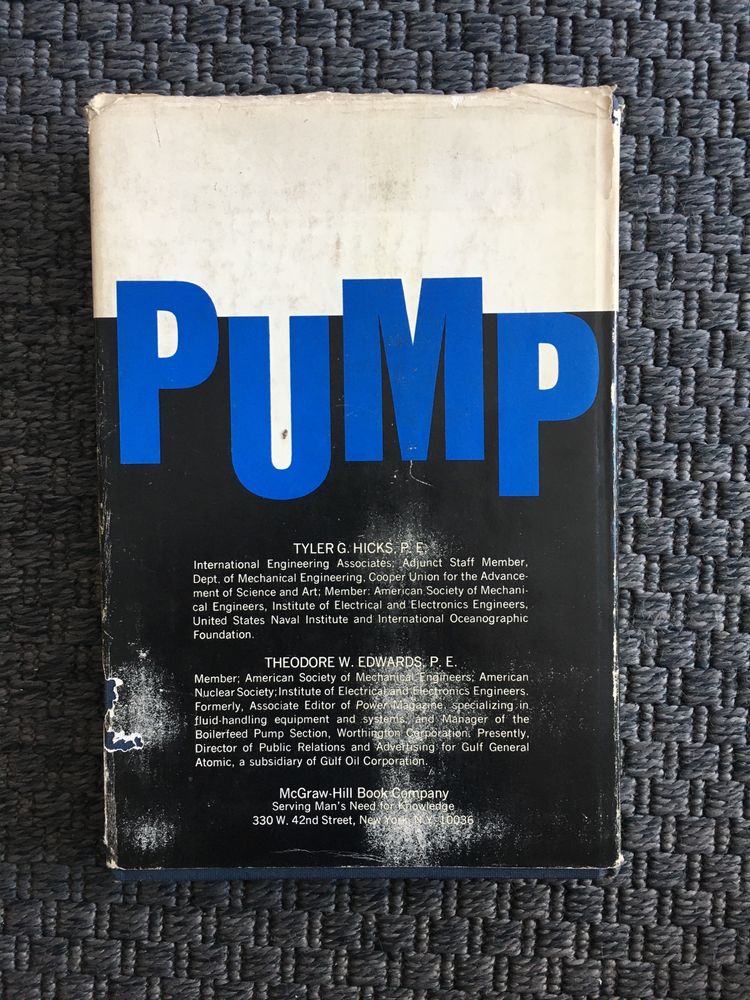 PUMP
TYLER G. HICKS, P. E.
International Engineering Associates; Adjunct Staff Member,
Dept. of Mechanical Engineering, Cooper Union for the Advance-
ment of Science and Art; Member: American Society of Mechani-
cal Engineers, Institute of Electrical and Electronics Engineers,
United States Naval Institute and International Oceanographic
Foundation.
THEODORE W. EDWARDS, P. E.
Member; American Society of Mechanical Engineers; American
Nuclear Society; Institute of Electrical and Electronics Engineers.
Formerly, Associate Editor of Power Magazine, specializing in
fluid-handling equipment and systems, and Manager of the
Boilerfeed Pump Section, Worthington Corporation. Presently,
Director of Public Relations and Advertising for Gulf General
Atomic, a subsidiary of Gulf Oil Corporation.
McGraw-Hill Book Company
Serving Man's Need for Knowledge
330 W. 42nd Street, New York, N.Y. 10036